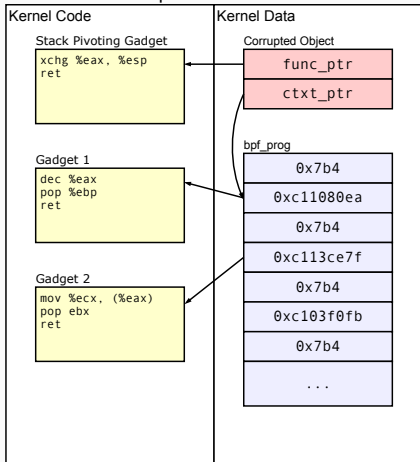 Kernel Code
Stack Pivoting Gadget
xchg %eax, %esp
ret
Gadget 1
dec %eax
pop %ebp
ret
Gadget 2
mov %ecx, (%eax)
pop ebx
ret
Kernel Data
Corrupted Object
func_ptr
ctxt_ptr
bpf_prog
0x7b4
0xc11080ea
0x7b4
0xc113ce7f
0x7b4
0xc103f0fb
0x7b4
...